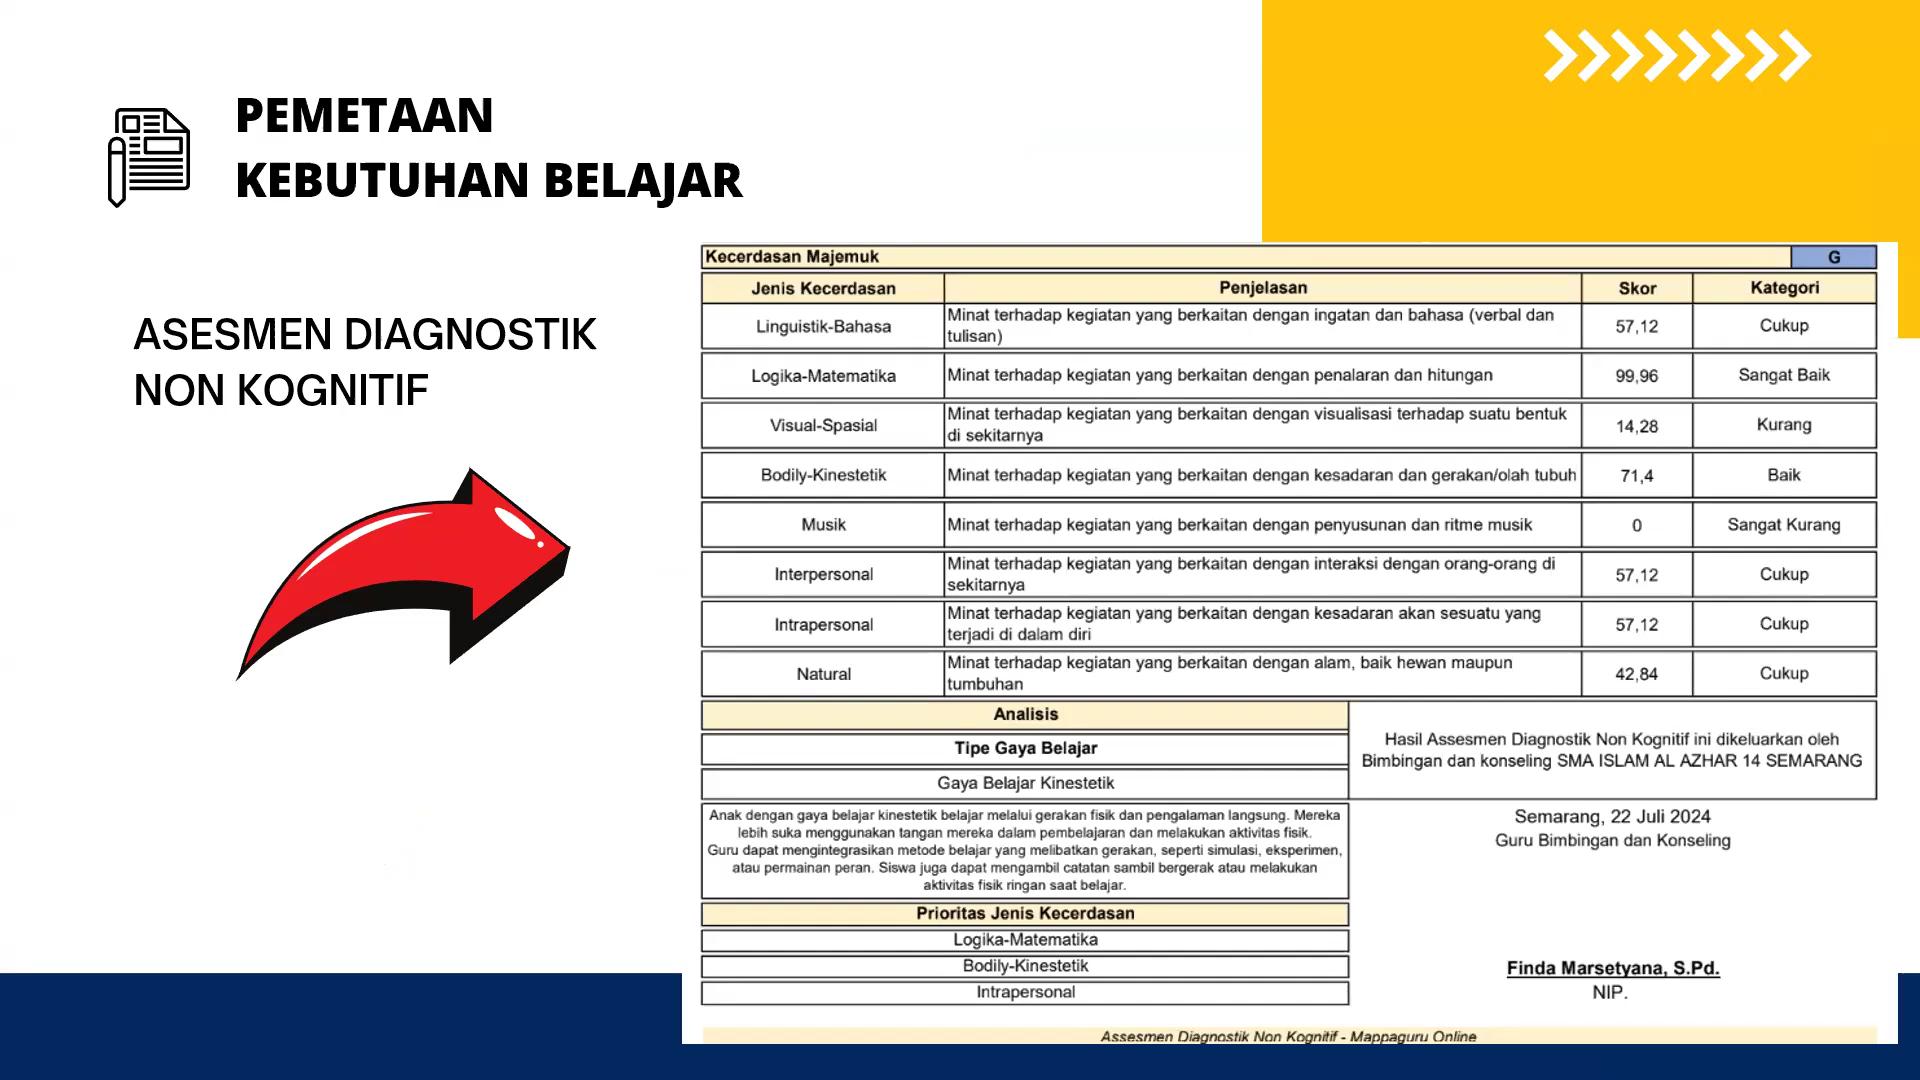 PEMETAAN
KEBUTUHAN BELAJAR
ASESMEN DIAGNOSTIK
NON KOGNITIF
Kecerdasan Majemuk G
Jenis Kecerdasan Penjelasan Skor Kategori
Linguistik-Bahasa Minat terhadap kegiatan yang berkaitan dengan ingatan dan bahasa (verbal dan
tulisan) 57,12 Cukup
Logika-Matematika Minat terhadap kegiatan yang berkaitan dengan penalaran dan hitungan 99,96 Sangat Baik
Visual-Spasial Minat terhadap kegiatan yang berkaitan dengan visualisasi terhadap suatu bentuk
di sekitarnya 14,28 Kurang
Bodily-Kinestetik Minat terhadap kegiatan yang berkaitan dengan kesadaran dan gerakan/olah tubuh 71,4 Baik
Musik Minat terhadap kegiatan yang berkaitan dengan penyusunan dan ritme musik 0 Sangat Kurang
Interpersonal Minat terhadap kegiatan yang berkaitan dengan interaksi dengan orang-orang di
sekitarnya 57,12 Cukup
Intrapersonal Minat terhadap kegiatan yang berkaitan dengan kesadaran akan sesuatu yang
terjadi di dalam diri 57,12 Cukup
Natural Minat terhadap kegiatan yang berkaitan dengan alam, baik hewan maupun
tumbuhan 42,84 Cukup
Analisis
Tipe Gaya Belajar
Gaya Belajar Kinestetik
Anak dengan gaya belajar kinestetik belajar melalui gerakan fisik dan pengalaman langsung. Mereka
lebih suka menggunakan tangan mereka dalam pembelajaran dan melakukan aktivitas fisik.
Guru dapat mengintegrasikan metode belajar yang melibatkan gerakan, seperti simulasi, eksperimen,
atau permainan peran. Siswa juga dapat mengambil catatan sambil bergerak atau melakukan
aktivitas fisik ringan saat belajar.
Prioritas Jenis Kecerdasan
Logika-Matematika
Bodily-Kinestetik
Intrapersonal
Hasil Assesmen Diagnostik Non Kognitif ini dikeluarkan oleh
Bimbingan dan konseling SMA ISLAM AL AZHAR 14 SEMARANG
Semarang, 22 Juli 2024
Guru Bimbingan dan Konseling
Finda Marsetyana, S.Pd.
NIP.
Assesmen Diagnostik Non Kognitif - Mappaguru Online